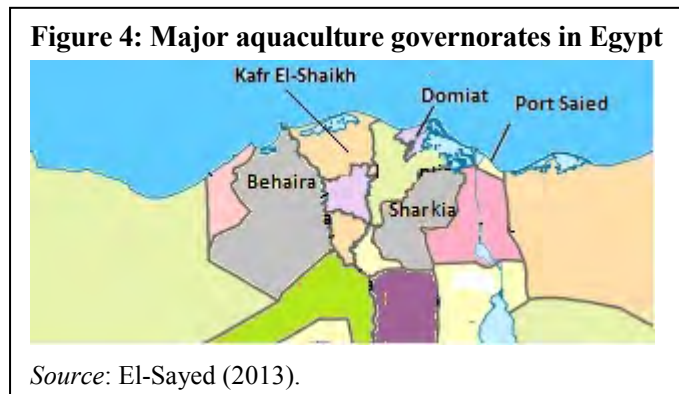 Figure 4: Major aquaculture governorates in Egypt
Kafr El-Shaikh
Domiat
Port Saied
Behaira
Sharkia
Source: El-Sayed (2013).